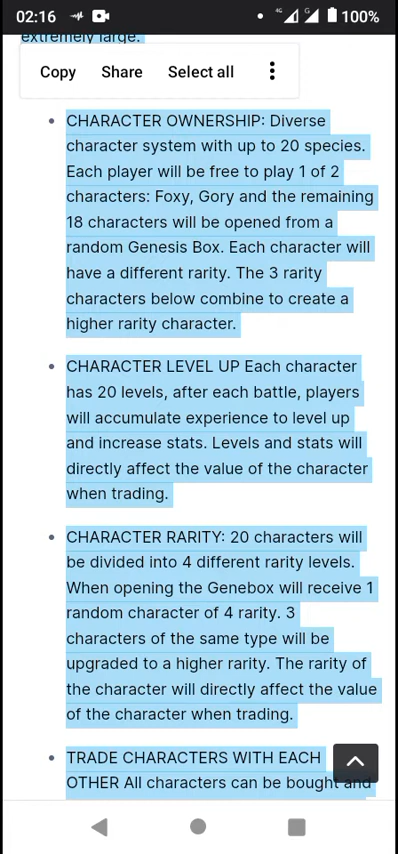 02:16
4G
G
100%
extremely large.
Copy
Share
Select all
CHARACTER OWNERSHIP: Diverse
character system with up to 20 species.
Each player will be free to play 1 of 2
characters: Foxy, Gory and the remaining
18 characters will be opened from a
random Genesis Box. Each character will
have a different rarity. The 3 rarity
characters below combine to create a
higher rarity character.
CHARACTER LEVEL UP Each character
has 20 levels, after each battle, players
will accumulate experience to level up
and increase stats. Levels and stats will
directly affect the value of the character
when trading.
CHARACTER RARITY: 20 characters will
be divided into 4 different rarity levels.
When opening the Genebox will receive 1
random character of 4 rarity. 3
characters of the same type will be
upgraded to a higher rarity. The rarity of
the character will directly affect the value
of the character when trading.
TRADE CHARACTERS WITH EACH
OTHER All characters can be bought and